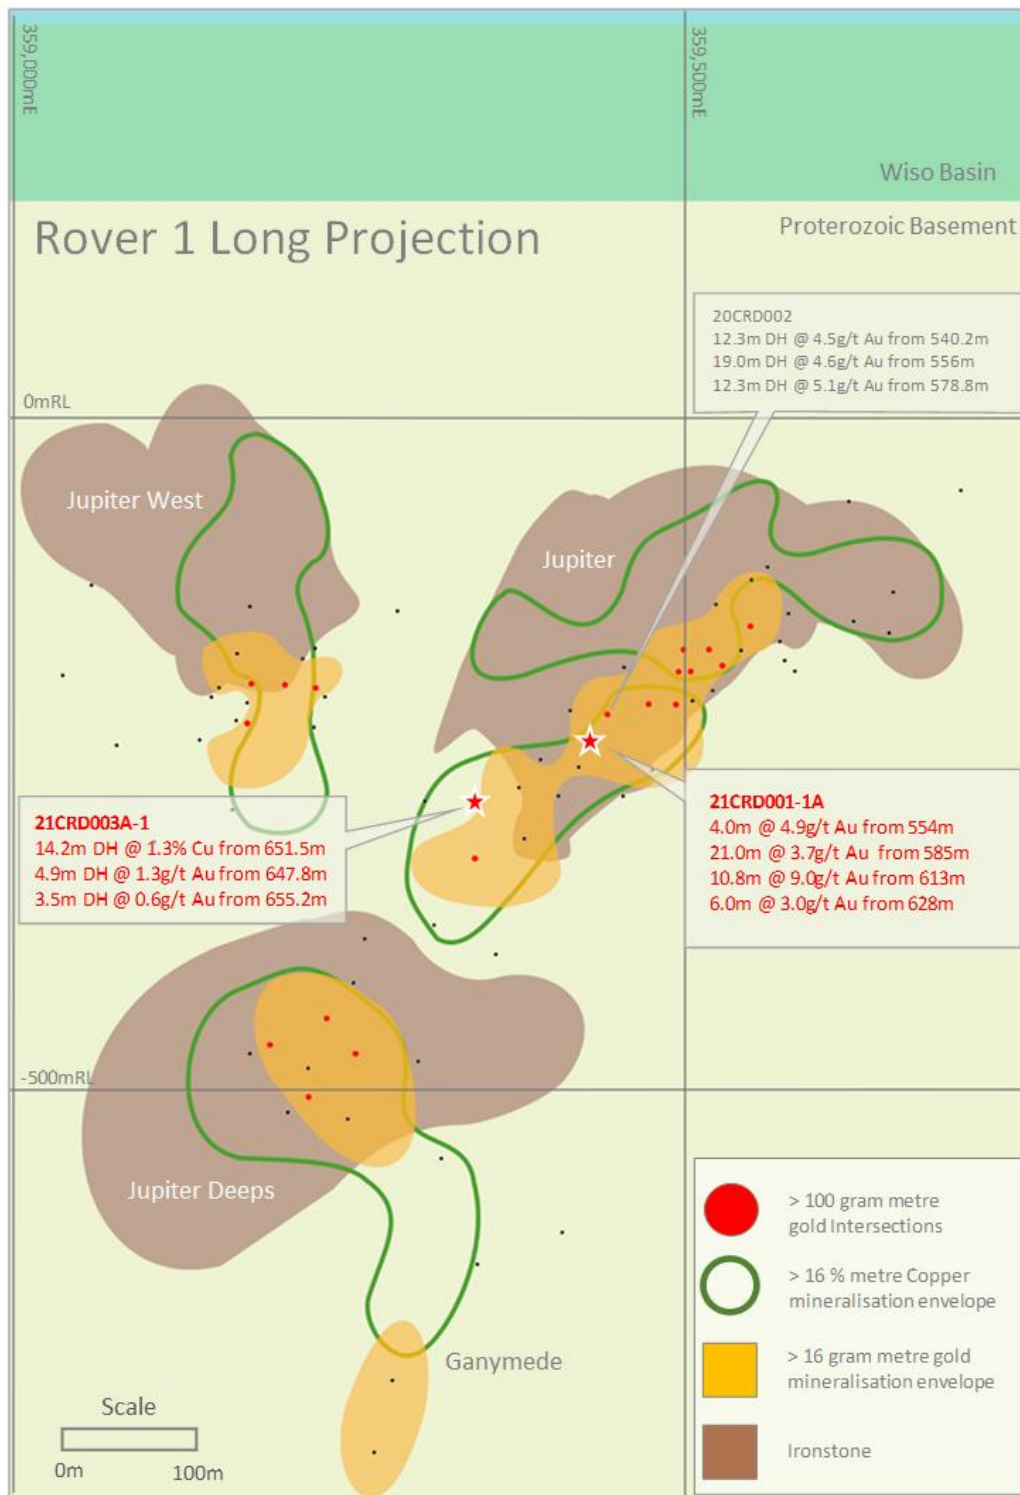 359,000mE
359,500mE
Wiso Basin
Rover 1 Long Projection
Proterozoic Basement
20CRD002
12.3m DH @ 4.5g/t Au from 540.2m
19.0m DH @ 4.6g/t Au from 556m
12.3m DH @ 5.1g/t Au from 578.8m
0mRL
Jupiter West
Jupiter
21CRD003A-1
14.2m DH @ 1.3% Cu from 651.5m
4.9m DH @ 1.3g/t Au from 647.8m
3.5m DH @ 0.6g/t Au from 655.2m
21CRD001-1A
4.0m @ 4.9g/t Au from 554m
21.0m @ 3.7g/t Au from 585m
10.8m @ 9.0g/t Au from 613m
6.0m @ 3.0g/t Au from 628m
-500mRL
Jupiter Deeps
Ganymede
> 100 gram metre
gold Intersections
> 16 % metre Copper
mineralisation envelope
> 16 gram metre gold
mineralisation envelope
Ironstone
Scale
0m 100m